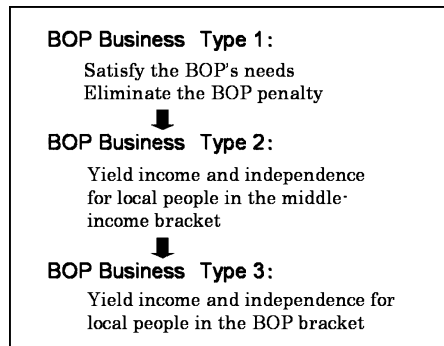 BOP Business Type 1:
Satisfy the BOP's needs
Eliminate the BOP penalty
BOP Business Type 2:
Yield income and independence
for local people in the middle-
income bracket
BOP Business Type 3:
Yield income and independence for
local people in the BOP bracket